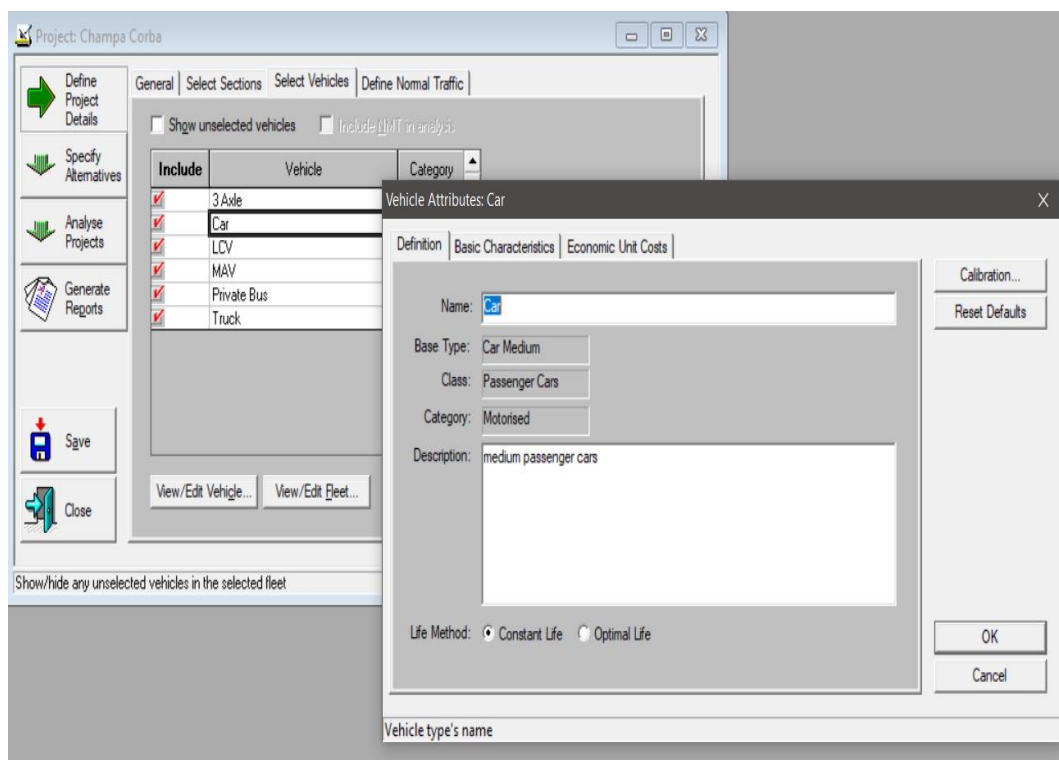 Project: Champa Corba
Define
Project
Details
Specify
Alternatives
Analyse
Projects
Generate
Reports
Save
Close
General
Select Sections
Select Vehicles
Define Normal Traffic
Show unselected vehicles
Include NMT in analysis
Include
Vehicle
Category
3 Axle
Car
LCV
MAV
Private Bus
Truck
View/Edit Vehicle...
View/Edit Fleet...
Show/hide any unselected vehicles in the selected fleet
Vehicle Attributes: Car
X
Definition
Basic Characteristics
Economic Unit Costs
Name: Car
Base Type: Car Medium
Class: Passenger Cars
Category: Motorised
Description: medium passenger cars
Life Method: Constant Life Optimal Life
Calibration...
Reset Defaults
OK
Cancel
Vehicle type's name